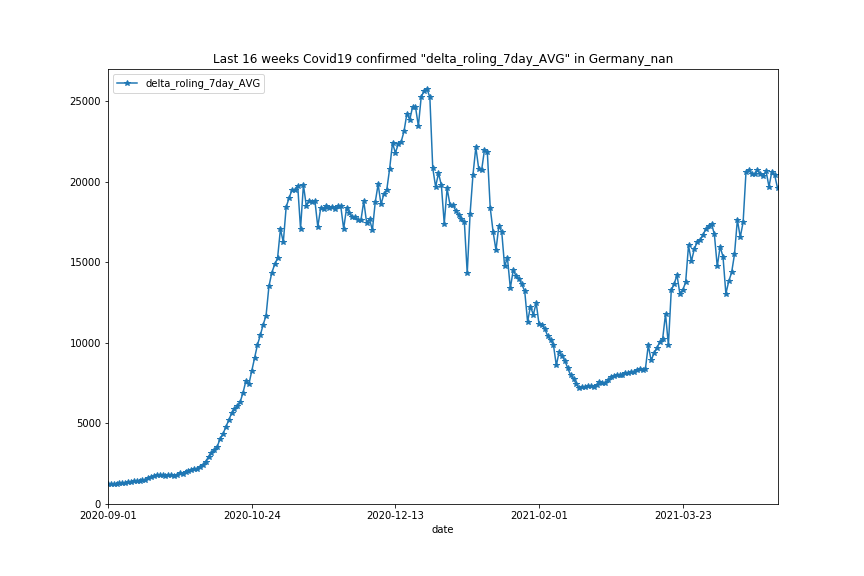 Last 16 weeks Covid19 confirmed "delta_roling_7day_AVG" in Germany_nan
delta_roling_7day_AVG
25000
20000
15000
10000
5000
0
2020-09-01 2020-10-24 2020-12-13 2021-02-01 2021-03-23
date